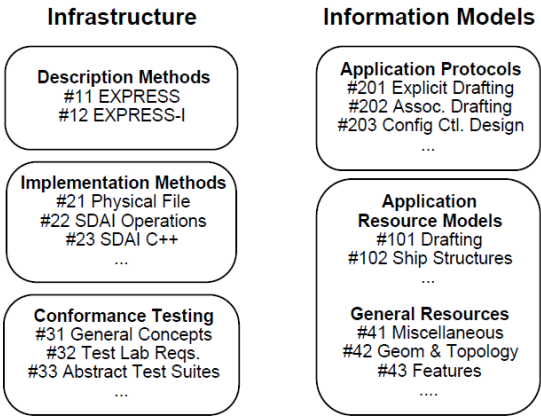 Infrastructure
Description Methods
#11 EXPRESS
#12 EXPRESS-I
Implementation Methods
#21 Physical File
#22 SDAI Operations
#23 SDAI C++
...
Conformance Testing
#31 General Concepts
#32 Test Lab Reqs.
#33 Abstract Test Suites
...
Information Models
Application Protocols
#201 Explicit Drafting
#202 Assoc. Drafting
#203 Config Ctl. Design
...
Application
Resource Models
#101 Drafting
#102 Ship Structures
...
General Resources
#41 Miscellaneous
#42 Geom & Topology
#43 Features
....